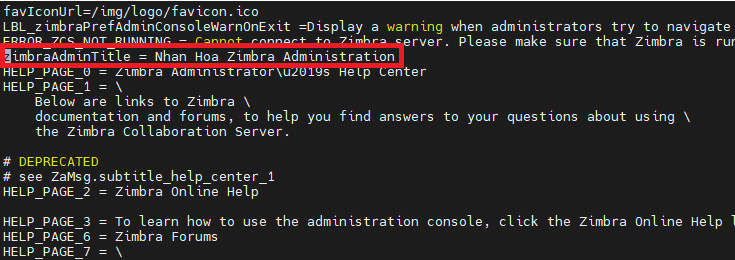 favIconUrl=/img/logo/favicon.ico
LBL_zimbraPrefAdminConsoleWarnOnExit =Display a warning when administrators try to navigate
ERROR_ZCS_NOT_RUNNING = Cannot connect to Zimbra server. Please make sure that Zimbra is run
zimbraAdminTitle = Nhan Hoa Zimbra Administration
HELP_PAGE_0 = Zimbra Administrator\u2019s Help Center
HELP_PAGE_1 = \
Below are links to Zimbra \
documentation and forums, to help you find answers to your questions about using \
the Zimbra Collaboration Server.
# DEPRECATED
# see ZaMsg.subtitle_help_center_1
HELP_PAGE_2 = Zimbra Online Help
HELP_PAGE_3 = To learn how to use the administration console, click the Zimbra Online Help l
HELP_PAGE_6 = Zimbra Forums
HELP_PAGE_7 = \